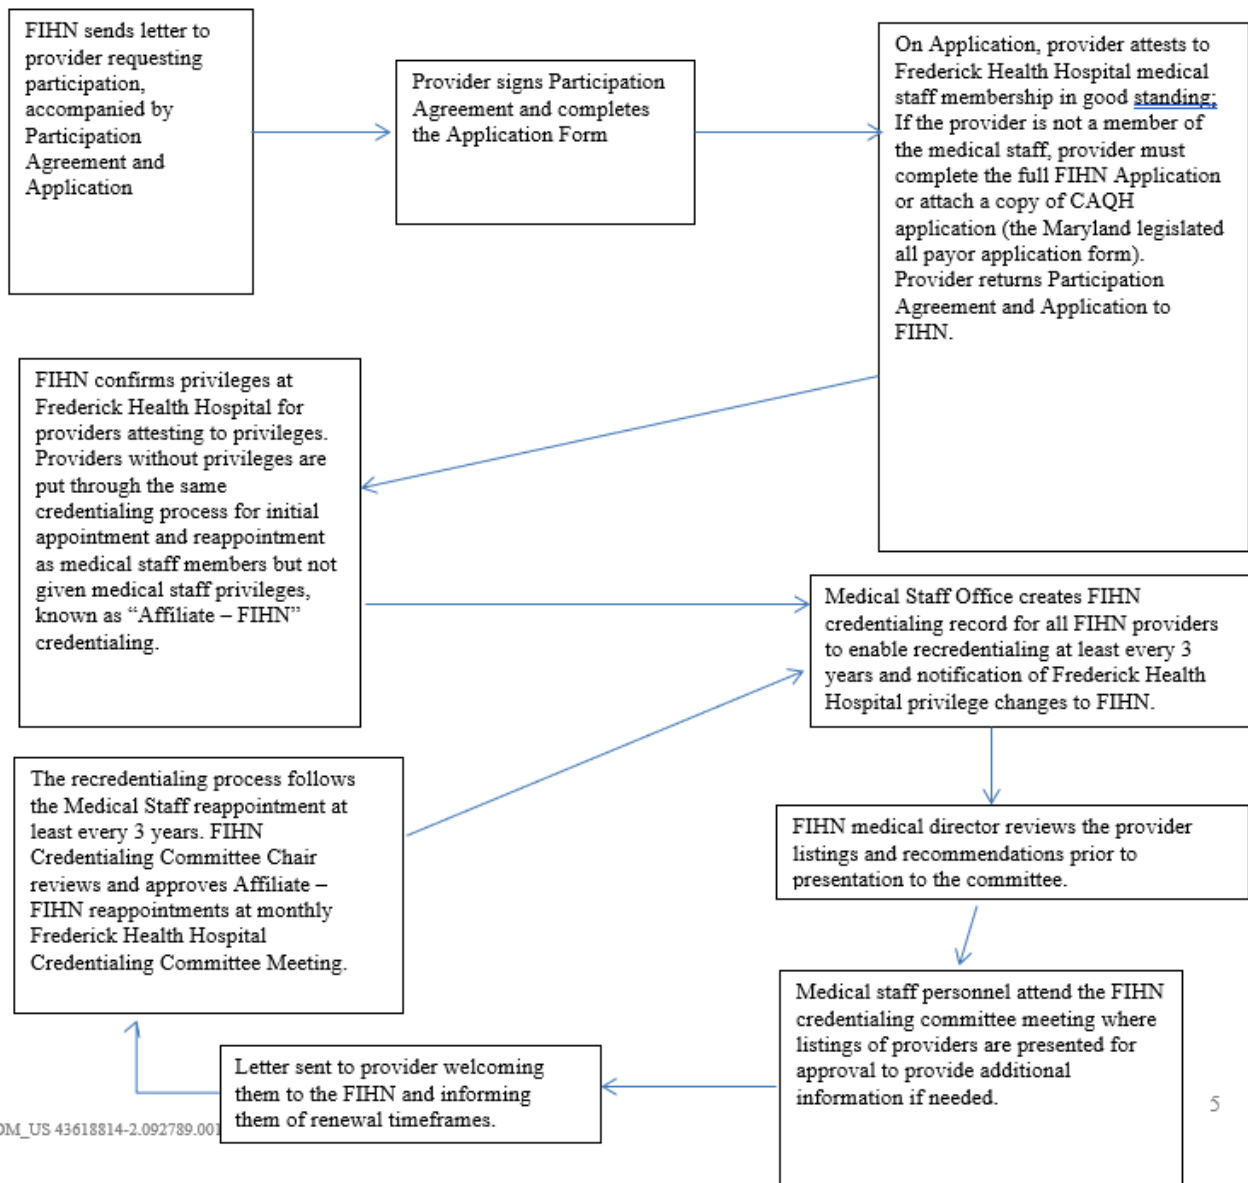 FIHN sends letter to
provider requesting
participation,
accompanied by
Participation
Agreement and
Application
Provider signs Participation
Agreement and completes
the Application Form
On Application, provider attests to
Frederick Health Hospital medical
staff membership in good standing;
If the provider is not a member of
the medical staff, provider must
complete the full FIHN Application
or attach a copy of CAQH
application (the Maryland legislated
all payor application form).
Provider returns Participation
Agreement and Application to
FIHN.
FIHN confirms privileges at
Frederick Health Hospital for
providers attesting to privileges.
Providers without privileges are
put through the same
credentialing process for initial
appointment and reappointment
as medical staff members but not
given medical staff privileges,
known as “Affiliate – FIHN”
credentialing.
Medical Staff Office creates FIHN
credentialing record for all FIHN providers
to enable recredentialing at least every 3
years and notification of Frederick Health
Hospital privilege changes to FIHN.
FIHN medical director reviews the provider
listings and recommendations prior to
presentation to the committee.
Medical staff personnel attend the FIHN
credentialing committee meeting where
listings of providers are presented for
approval to provide additional
information if needed.
Letter sent to provider welcoming
them to the FIHN and informing
them of renewal timeframes.
The recredentialing process follows
the Medical Staff reappointment at
least every 3 years. FIHN
Credentialing Committee Chair
reviews and approves Affiliate –
FIHN reappointments at monthly
Frederick Health Hospital
Credentialing Committee Meeting.
DM_US 43618814-2.092789.001
5